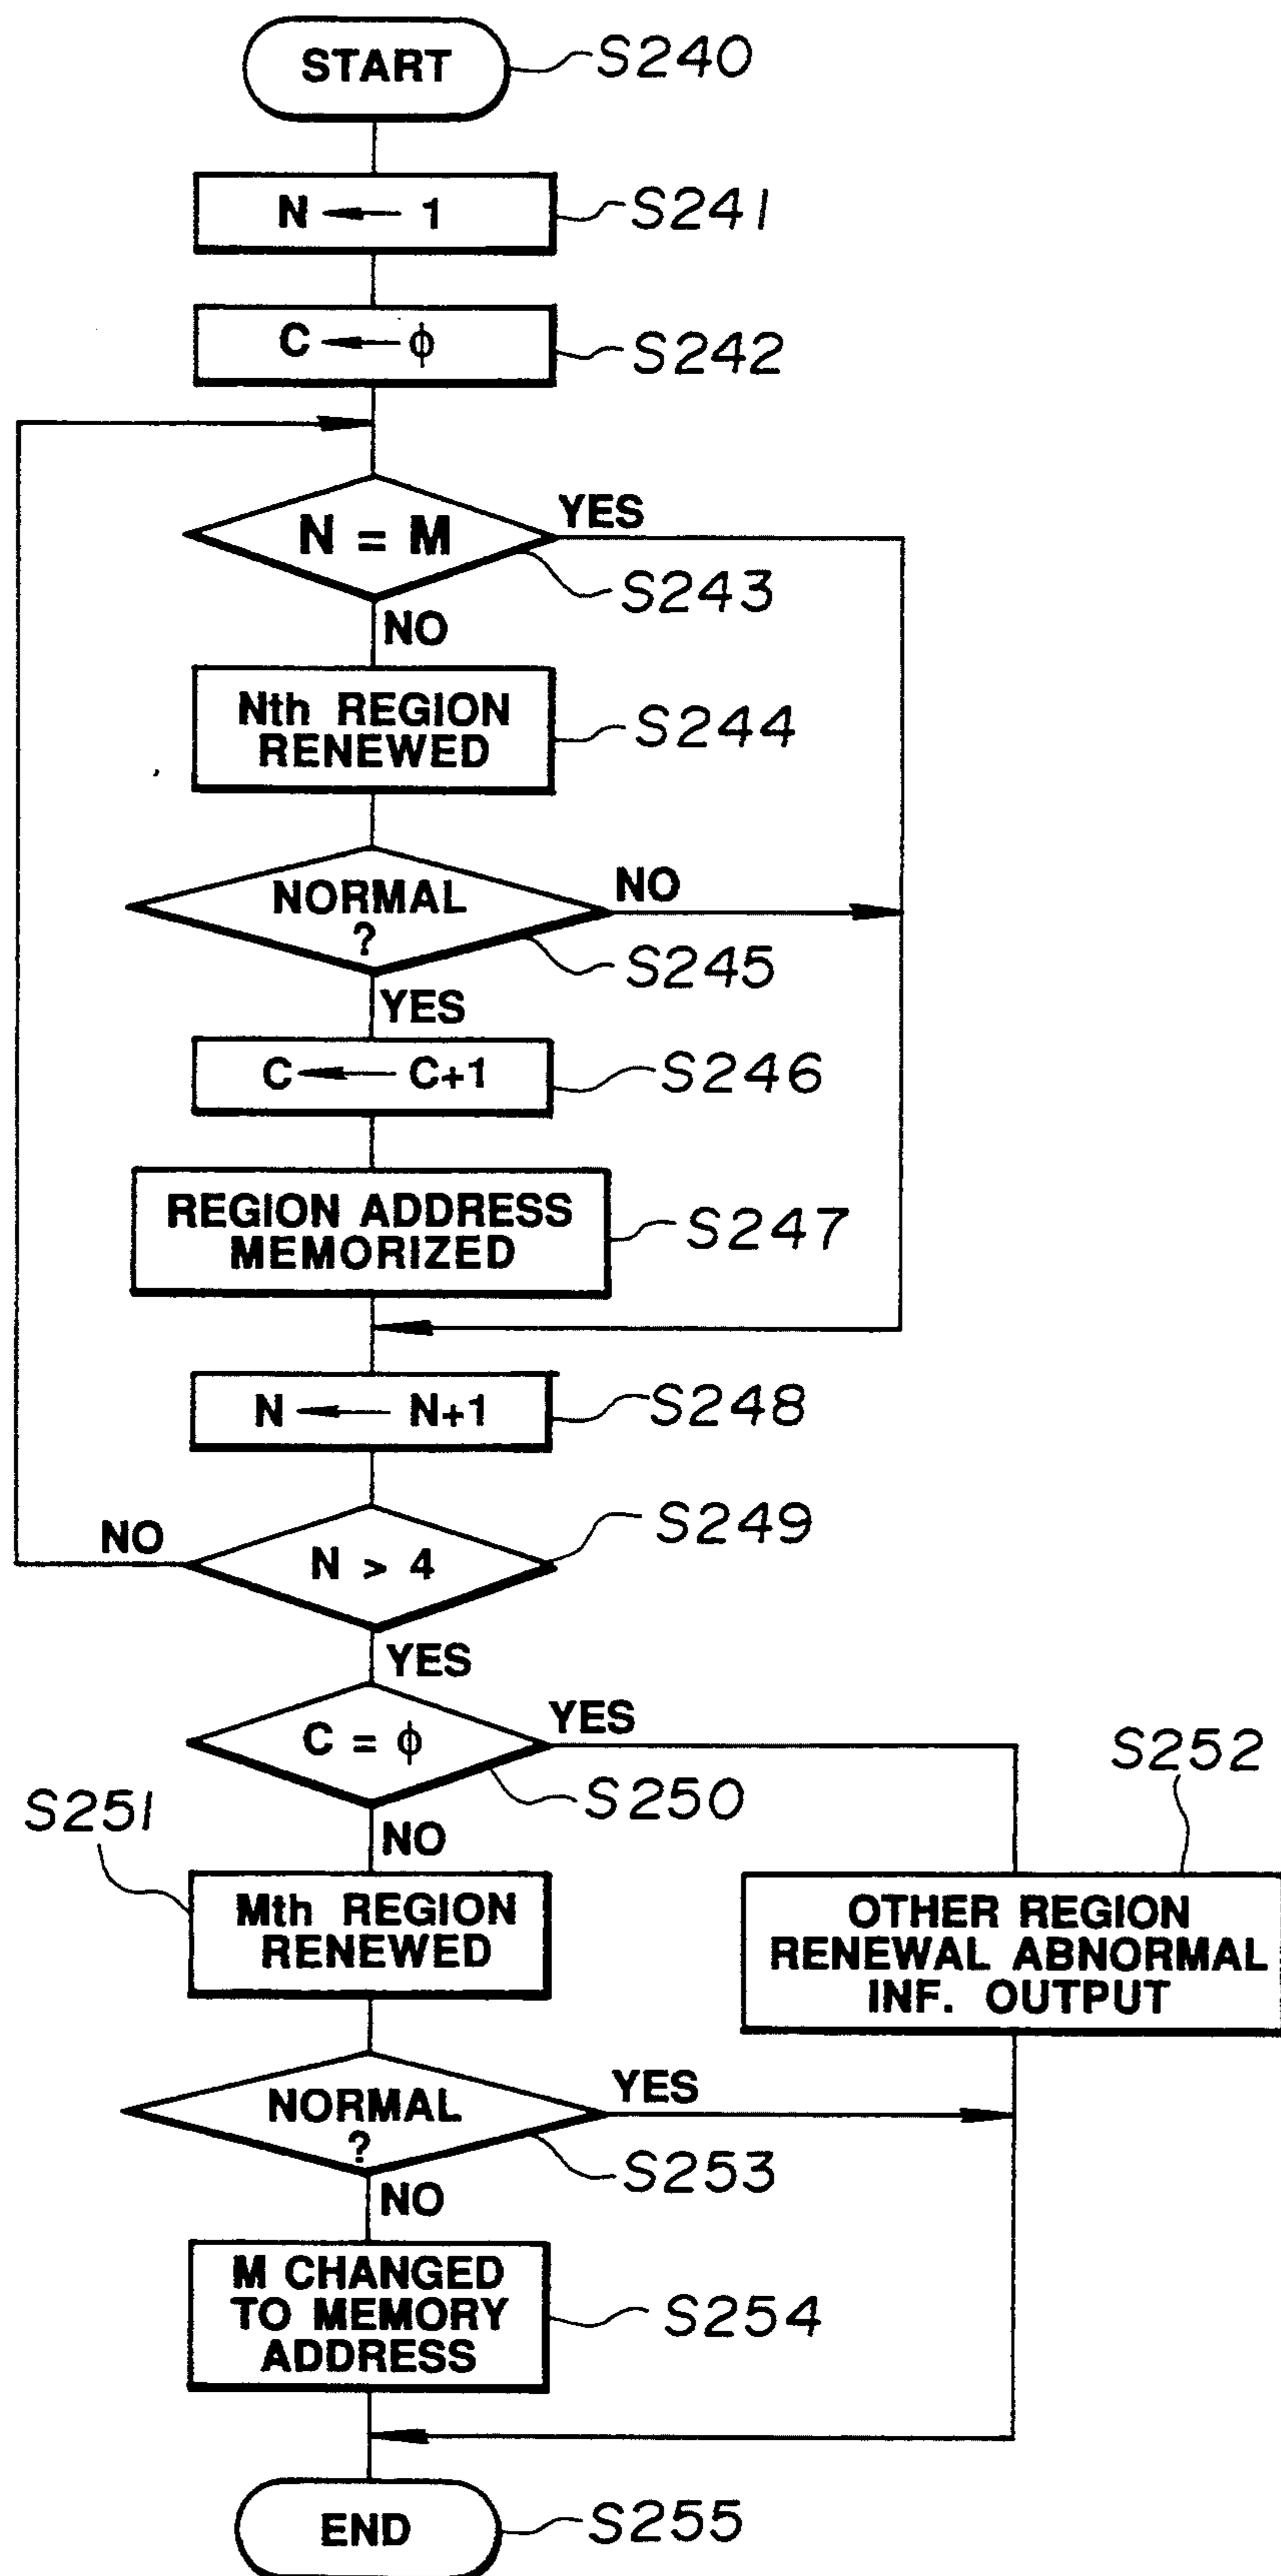 START
S240
N ← 1
S241
C ← ϕ
S242
N = M
YES
S243
NO
Nth REGION
RENEWED
S244
NORMAL
?
NO
S245
YES
C ← C+1
S246
REGION ADDRESS
MEMORIZED
S247
N ← N+1
S248
NO
N > 4
S249
YES
C = ϕ
YES
S250
S252
S251
NO
Mth REGION
RENEWED
OTHER REGION
RENEWAL ABNORMAL
INF. OUTPUT
NORMAL
?
YES
S253
NO
M CHANGED
TO MEMORY
ADDRESS
S254
END
S255